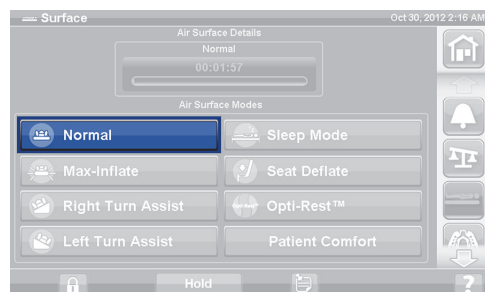 Surface
Oct 30, 2012 2:16 AM
Air Surface Details
Normal
00:01:57
Air Surface Modes
Normal
Sleep Mode
Max-Inflate
Seat Deflate
Right Turn Assist
Opti-Rest™
Left Turn Assist
Patient Comfort
Hold
?